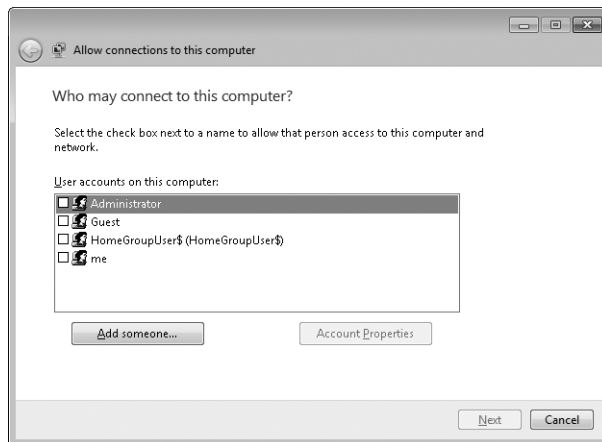 Allow connections to this computer
Who may connect to this computer?
Select the check box next to a name to allow that person access to this computer and
network.
User accounts on this computer:
Administrator
Guest
HomeGroupUser$ (HomeGroupUser$)
me
Add someone...
Account Properties
Next
Cancel